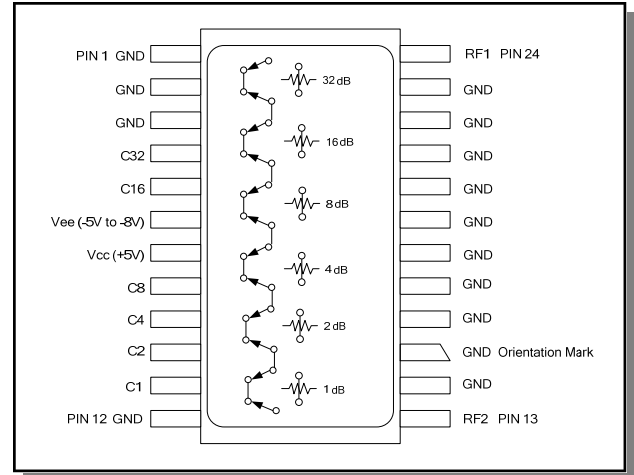 PIN 1 GND
GND
GND
C32
C16
Vee (-5V to -8V)
Vcc (+5V)
C8
C4
C2
C1
PIN 12 GND
32 dB
16 dB
8 dB
4 dB
2 dB
1 dB
RF1 PIN 24
GND
GND
GND
GND
GND
GND
GND
GND
GND Orientation Mark
GND
RF2 PIN 13